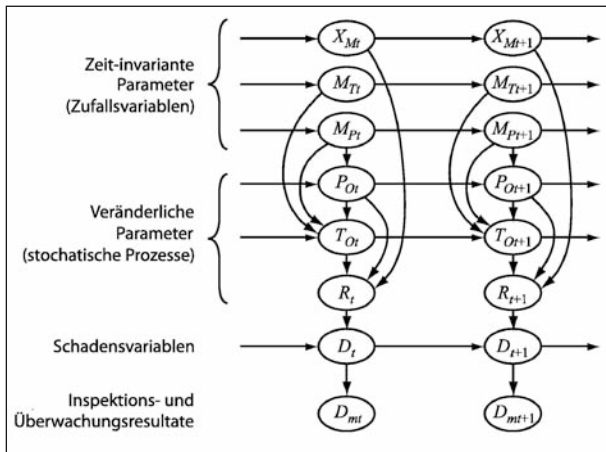 X_Mt X_Mt+1
Zeit-invariante
Parameter
(Zufallsvariablen)
M_Tt M_Tt+1
M_Pt M_Pt+1
P_Ot P_Ot+1
Veränderliche
Parameter
(stochatische Prozesse)
T_Ot T_Ot+1
R_t R_t+1
Schadensvariablen D_t D_t+1
Inspektions- und
Überwachungsresultate D_mt D_mt+1